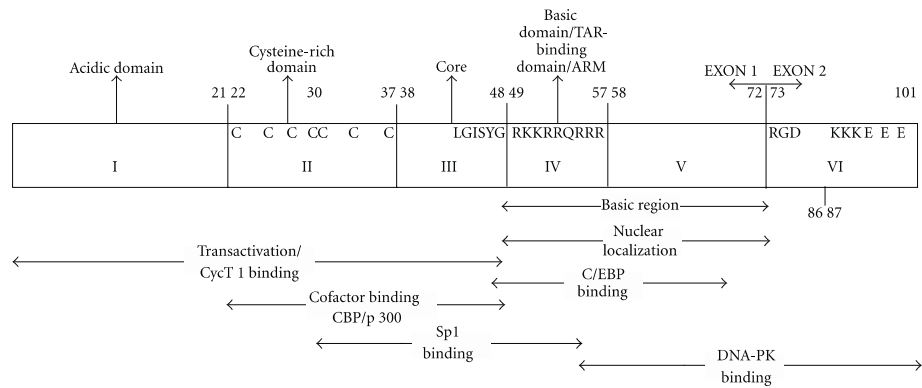 Basic
domain/TAR-
binding
domain/ARM
Cysteine-rich
domain
Acidic domain
Core
EXON 1 EXON 2
21 22 30 37 38 48 49 57 58 72 73 101
C C C CC C C LGISYG RKKRRQRRR RGD KKKE E E
I II III IV V VI
86 87
Basic region
Nuclear
localization
Transactivation/
CycT 1 binding
C/EBP
binding
Cofactor binding
CBP/p 300
Sp1
binding
DNA-PK
binding